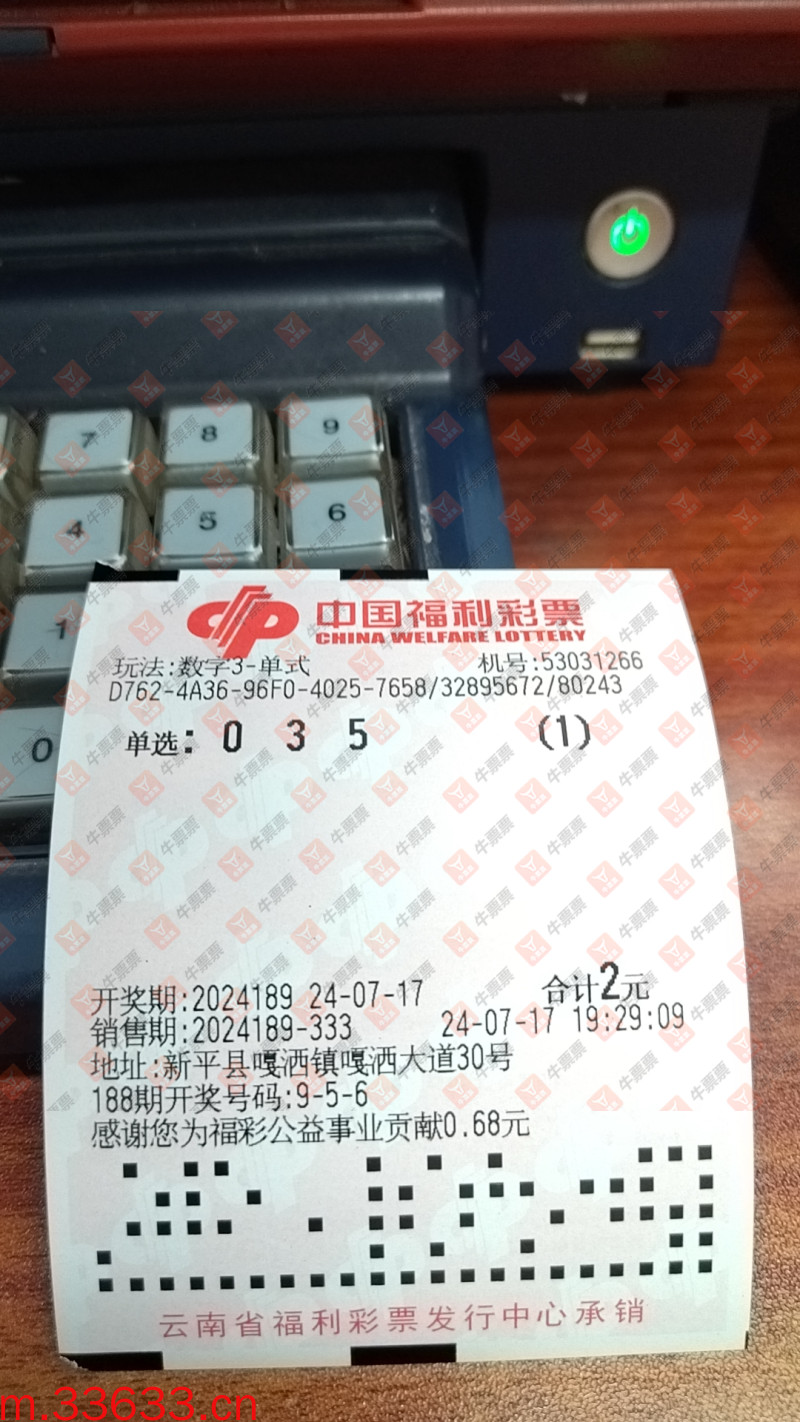 7 8 9
4 5 6
1
0
中国福利彩票
CHINA WELFARE LOTTERY
玩法:数字3-单式 机号:53031266
D762-4A36-96F0-4025-7658/32895672/80243
单选: 0 3 5 (1)
开奖期:2024189 24-07-17 合计2元
销售期:2024189-333 24-07-17 19:29:09
地址:新平县嘎洒镇嘎洒大道30号
188期开奖号码:9-5-6
感谢您为福彩公益事业贡献0.68元
云南省福利彩票发行中心承销
m.33633.cn
牛票票